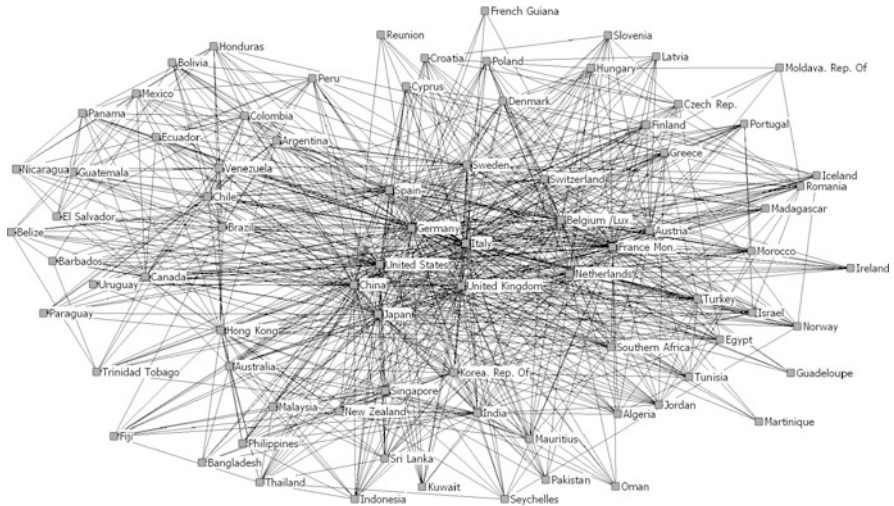 French Guiana
Reunion
Slovenia
Honduras
Croatia
Poland
Latvia
Bolivia
Hungary
Moldava. Rep. Of
Peru
Cyprus
Mexico
Denmark
Czech Rep.
Panama
Colombia
Finland
Portugal
Ecuador
Argentina
Greece
Nicaragua
Guatemala
Venezuela
Sweden
Switzerland
Iceland
Spain
Romania
Chile
Madagascar
El Salvador
Belgium /Lux.
Belize
Brazil
Germany
Austria
Italy
France Mon.
Morocco
Barbados
United States
Ireland
Canada
Netherlands
Uruguay
China
United Kingdom
Turkey
Paraguay
Japan
Israel
Hong Kong
Norway
Egypt
Southern Africa
Trinidad Tobago
Australia
Korea. Rep. Of
Guadeloupe
Tunisia
Singapore
Malaysia
New Zealand
India
Jordan
Algeria
Martinique
Fiji
Philippines
Mauritius
Bangladesh
Sri Lanka
Thailand
Kuwait
Pakistan
Oman
Indonesia
Seychelles